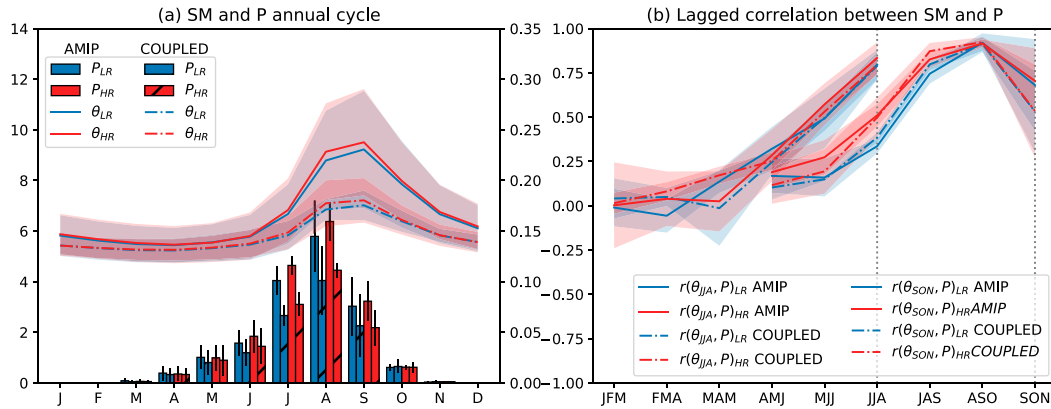 (a) SM and P annual cycle
14
12
10
8
6
4
2
0
0.35
0.30
0.25
0.20
0.15
0.10
0.05
0.00
AMIP COUPLED
P_LR P_LR
P_HR P_HR
θ_LR θ_LR
θ_HR θ_HR
J F M A M J J A S O N D
(b) Lagged correlation between SM and P
1.00
0.75
0.50
0.25
0.00
−0.25
−0.50
−0.75
−1.00
r(θ_JJA, P)_LR AMIP
r(θ_JJA, P)_HR AMIP
r(θ_JJA, P)_LR COUPLED
r(θ_JJA, P)_HR COUPLED
r(θ_SON, P)_LR AMIP
r(θ_SON, P)_HR AMIP
r(θ_SON, P)_LR COUPLED
r(θ_SON, P)_HR COUPLED
JFM FMA MAM AMJ MJJ JJA JAS ASO SON